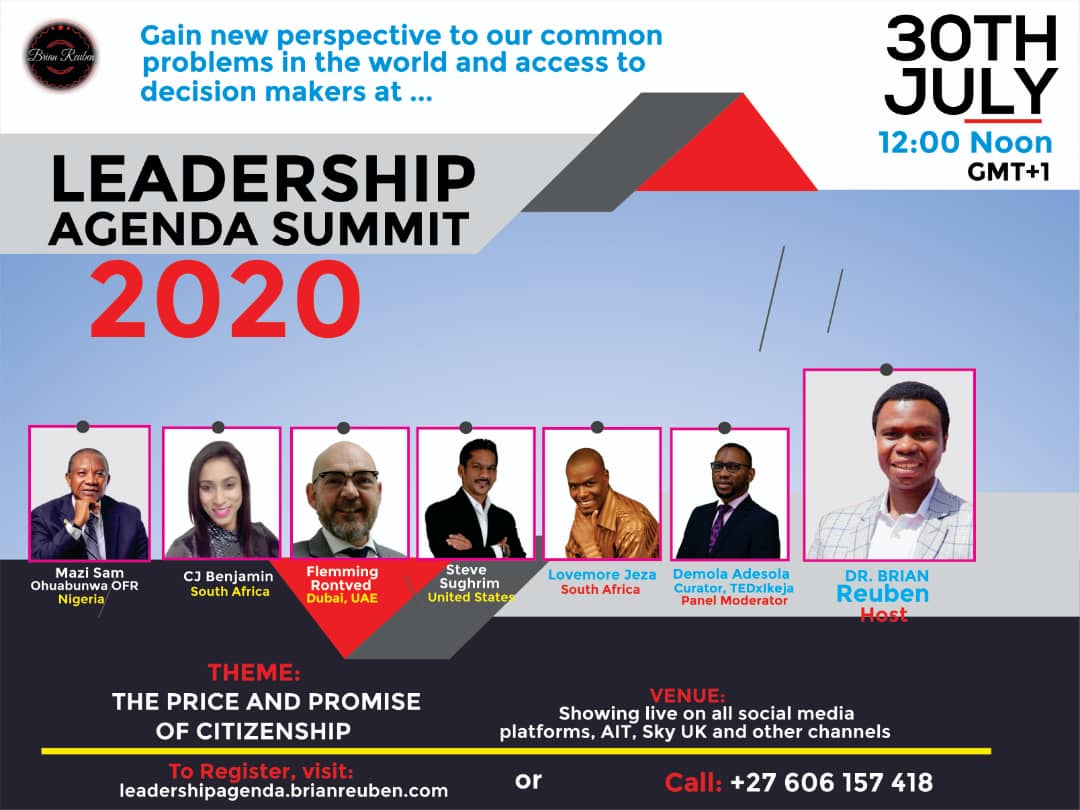 Brian Reuben
Gain new perspective to our common
problems in the world and access to
decision makers at ...
30TH
JULY
12:00 Noon
GMT+1
LEADERSHIP
AGENDA SUMMIT
2020
Mazi Sam
Ohuabunwa OFR
Nigeria
CJ Benjamin
South Africa
Flemming
Rontved
Dubai, UAE
Steve
Sughrim
United States
Lovemore Jeza
South Africa
Demola Adesola
Curator, TEDxIkeja
Panel Moderator
DR. BRIAN
Reuben
Host
THEME:
THE PRICE AND PROMISE
OF CITIZENSHIP
VENUE:
Showing live on all social media
platforms, AIT, Sky UK and other channels
To Register, visit:
leadershipagenda.brianreuben.com
or
Call: +27 606 157 418